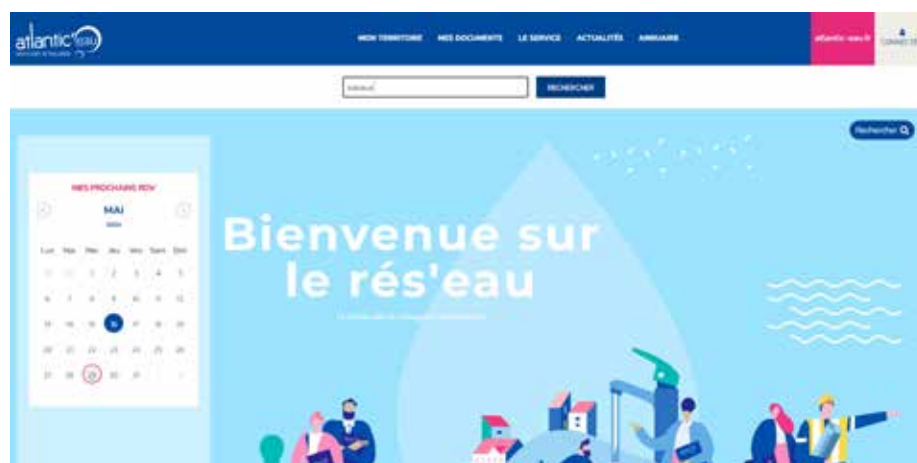 atlantic'eau
MON TERRITOIRE MES DOCUMENTS LE SERVICE ACTUALITÉS ANNUAIRE
atlantic-eau.fr
RECHERCHER
Rechercher
MES PROCHAINS RDV
MAI
2024
Lun Mar Mer Jeu Ven Sam Dim
1 2 3 4 5
6 7 8 9 10 11 12
13 14 15 16 17 18 19
20 21 22 23 24 25 26
27 28 29 30 31
Bienvenue sur
le rés'eau